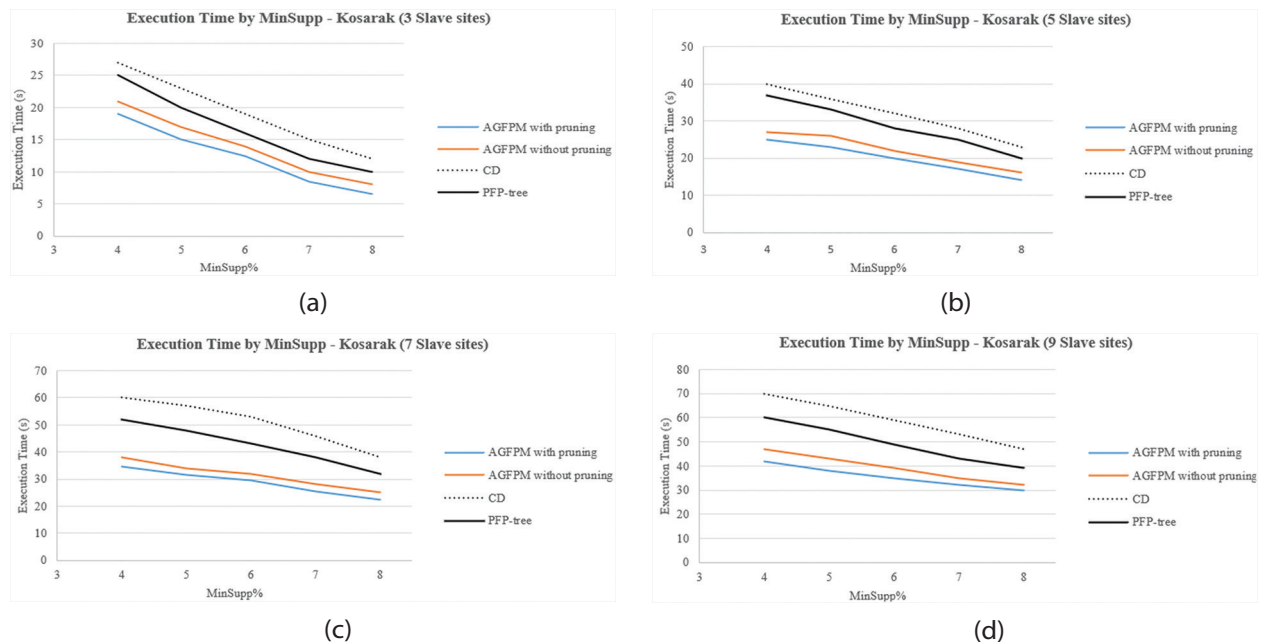 Execution Time by MinSupp - Kosarak (3 Slave sites)
30
25
20
15
10
5
0
Execution Time (s)
3 4 5 6 7 8
MinSupp%
AGFPM with pruning
AGFPM without pruning
CD
PFP-tree
(a)
Execution Time by MinSupp - Kosarak (5 Slave sites)
50
40
30
20
10
0
Execution Time (s)
3 4 5 6 7 8
MinSupp%
AGFPM with pruning
AGFPM without pruning
CD
PFP-tree
(b)
Execution Time by MinSupp - Kosarak (7 Slave sites)
70
60
50
40
30
20
10
0
Execution Time (s)
3 4 5 6 7 8
MinSupp%
AGFPM with pruning
AGFPM without pruning
CD
PFP-tree
(c)
Execution Time by MinSupp - Kosarak (9 Slave sites)
80
70
60
50
40
30
20
10
0
Execution Time (s)
3 4 5 6 7 8
MinSupp%
AGFPM with pruning
AGFPM without pruning
CD
PFP-tree
(d)